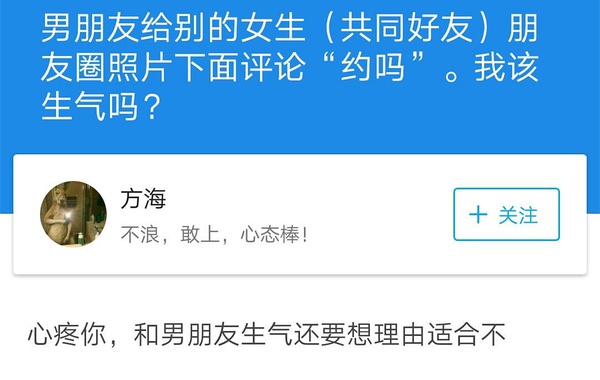 男朋友给别的女生（共同好友）朋
友圈照片下面评论“约吗”。我该
生气吗？
方海
不浪，敢上，心态棒！
+ 关注
心疼你，和男朋友生气还要想理由适合不